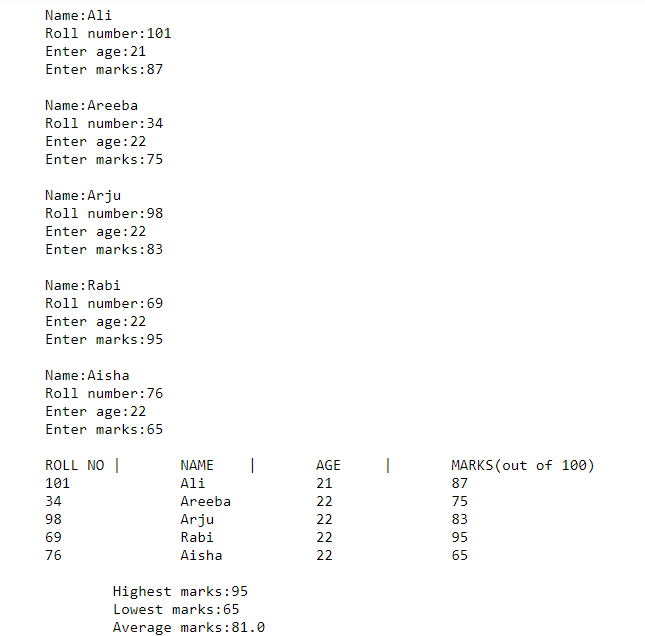 Name:Ali
Roll number:101
Enter age:21
Enter marks:87
Name:Areeba
Roll number:34
Enter age:22
Enter marks:75
Name:Arju
Roll number:98
Enter age:22
Enter marks:83
Name:Rabi
Roll number:69
Enter age:22
Enter marks:95
Name:Aisha
Roll number:76
Enter age:22
Enter marks:65
ROLL NO | NAME | AGE | MARKS(out of 100)
101 Ali 21 87
34 Areeba 22 75
98 Arju 22 83
69 Rabi 22 95
76 Aisha 22 65
Highest marks:95
Lowest marks:65
Average marks:81.0